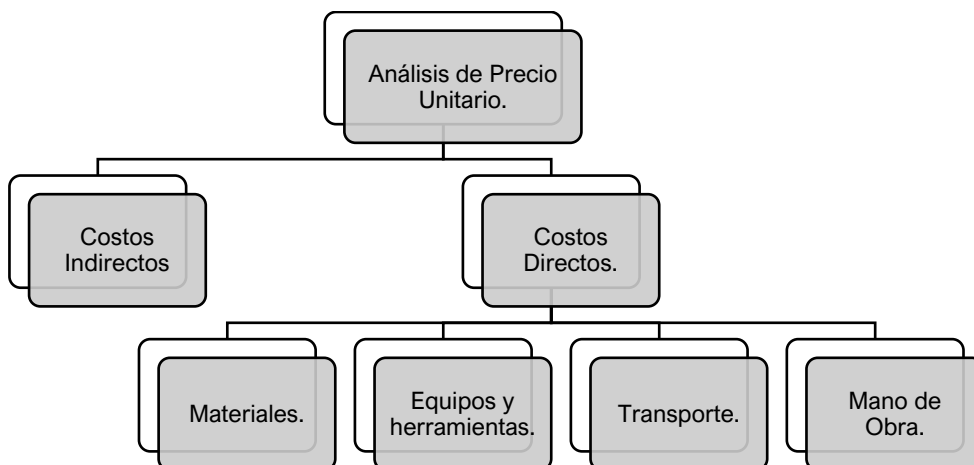 Análisis de Precio
Unitario.
Costos
Indirectos
Costos
Directos.
Materiales.
Equipos y
herramientas.
Transporte.
Mano de
Obra.